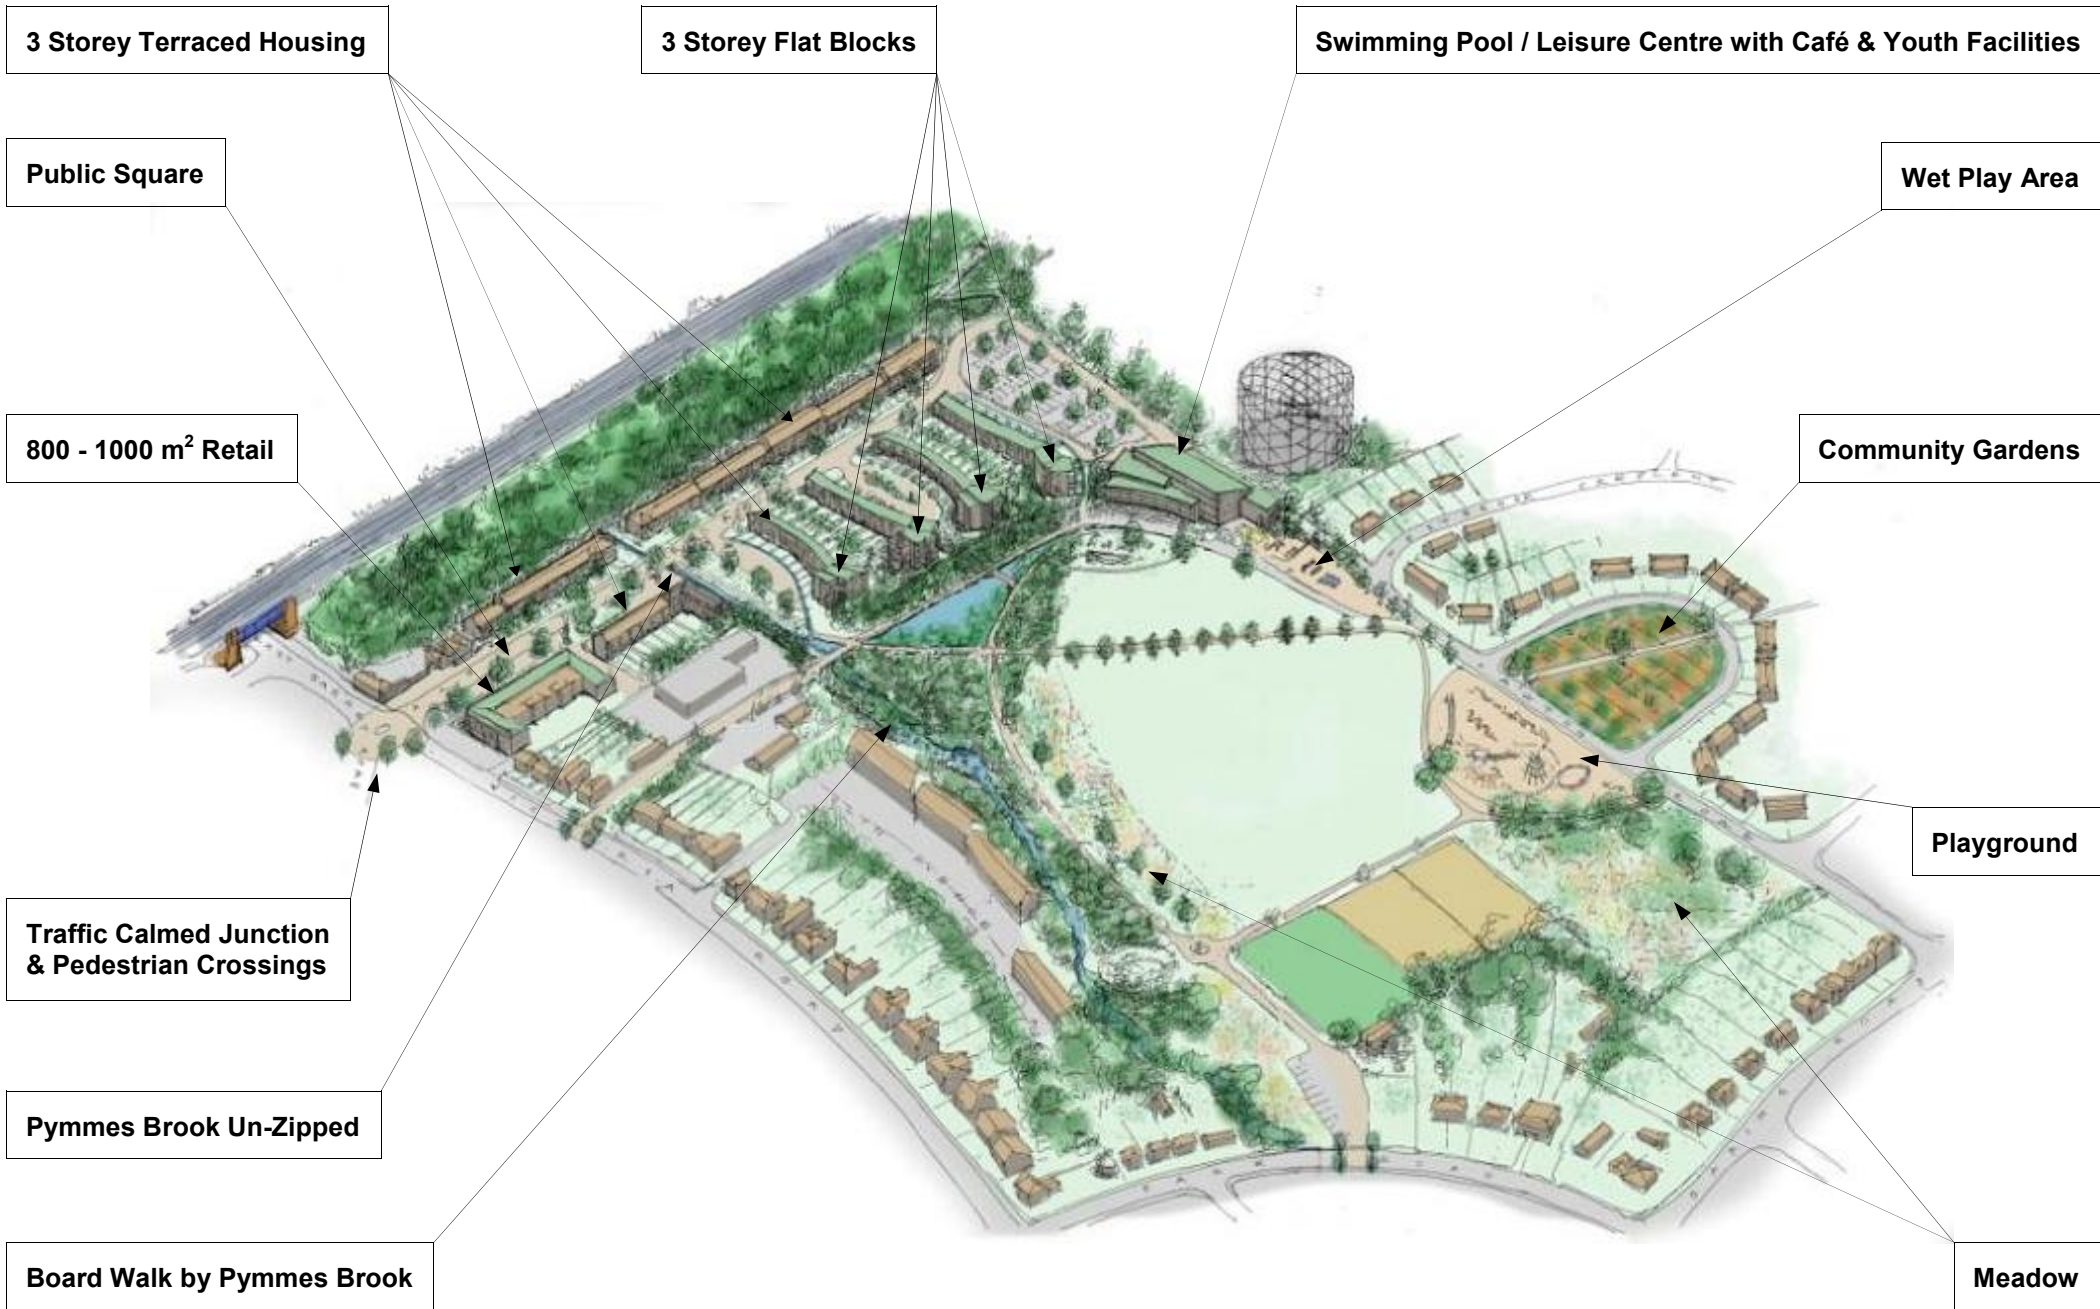 3 Storey Terraced Housing
3 Storey Flat Blocks
Swimming Pool / Leisure Centre with Café & Youth Facilities
Public Square
Wet Play Area
800 - 1000 m² Retail
Community Gardens
Playground
Traffic Calmed Junction
& Pedestrian Crossings
Pymmes Brook Un-Zipped
Board Walk by Pymmes Brook
Meadow